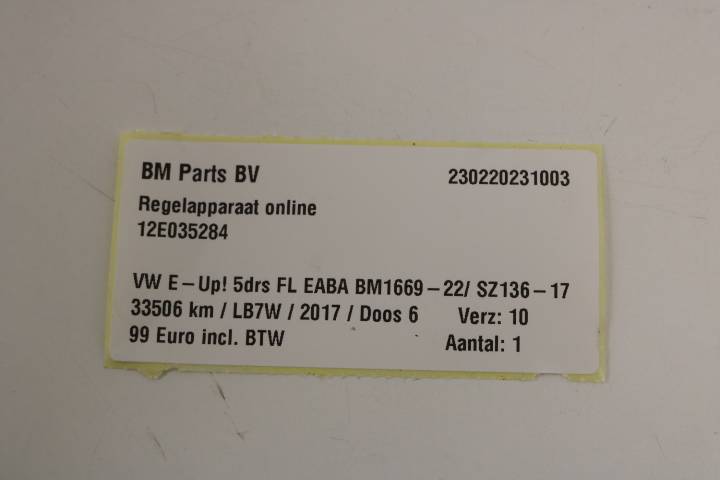 BM Parts BV 230220231003
Regelapparaat online
12E035284
VW E-Up! 5drs FL EABA BM1669-22/ SZ136-17
33506 km / LB7W / 2017 / Doos 6 Verz: 10
99 Euro incl. BTW Aantal: 1